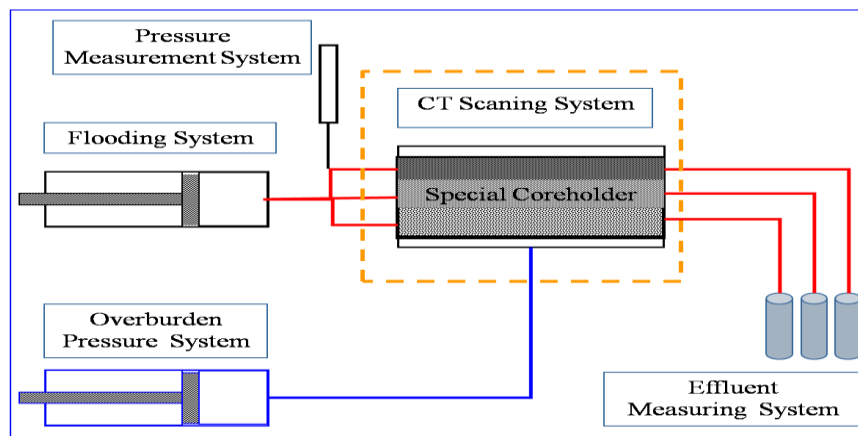 Pressure
Measurement System
CT Scaning System
Flooding System
Special Coreholder
Overburden
Pressure System
Effluent
Measuring System